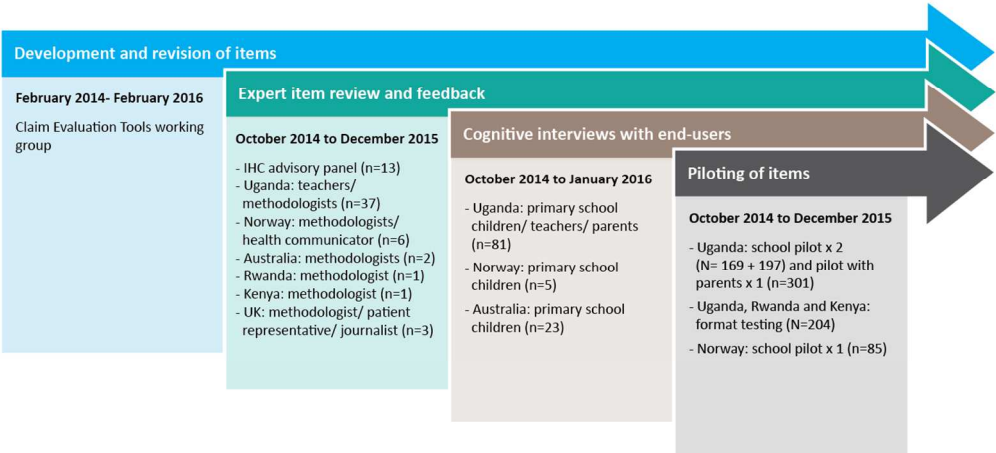 Development and revision of items
February 2014- February 2016
Claim Evaluation Tools working
group
Expert item review and feedback
October 2014 to December 2015
- IHC advisory panel (n=13)
- Uganda: teachers/
methodologists (n=37)
- Norway: methodologists/
health communicator (n=6)
- Australia: methodologists (n=2)
- Rwanda: methodologist (n=1)
- Kenya: methodologist (n=1)
- UK: methodologist/ patient
representative/ journalist (n=3)
Cognitive interviews with end-users
October 2014 to January 2016
- Uganda: primary school
children/ teachers/ parents
(n=81)
- Norway: primary school
children (n=5)
- Australia: primary school
children (n=23)
Piloting of items
October 2014 to December 2015
- Uganda: school pilot x 2
(N= 169 + 197) and pilot with
parents x 1 (n=301)
- Uganda, Rwanda and Kenya:
format testing (N=204)
- Norway: school pilot x 1 (n=85)